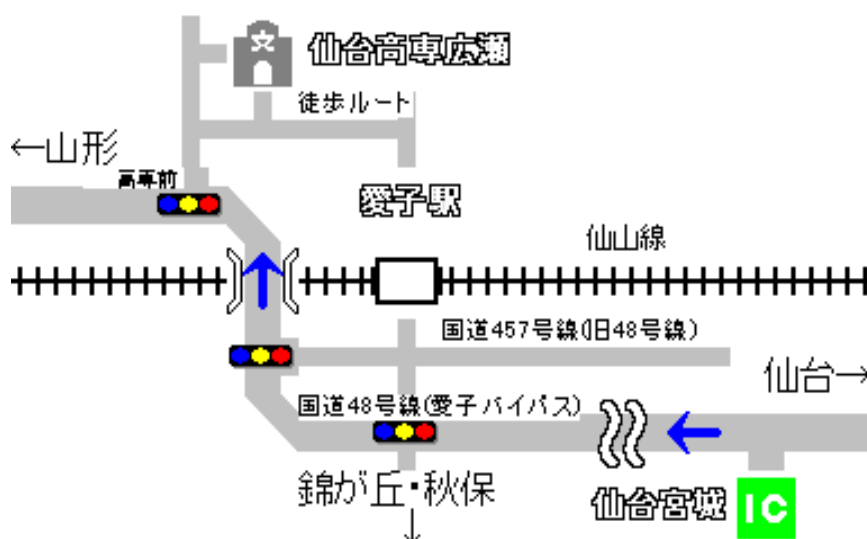 文
仙台高専広瀬
徒歩ルート
←山形
高専前
愛子駅
仙山線
国道457号線(旧48号線)
仙台→
国道48号線(愛子バイパス)
錦が丘・秋保
↓
仙台宮城
IC